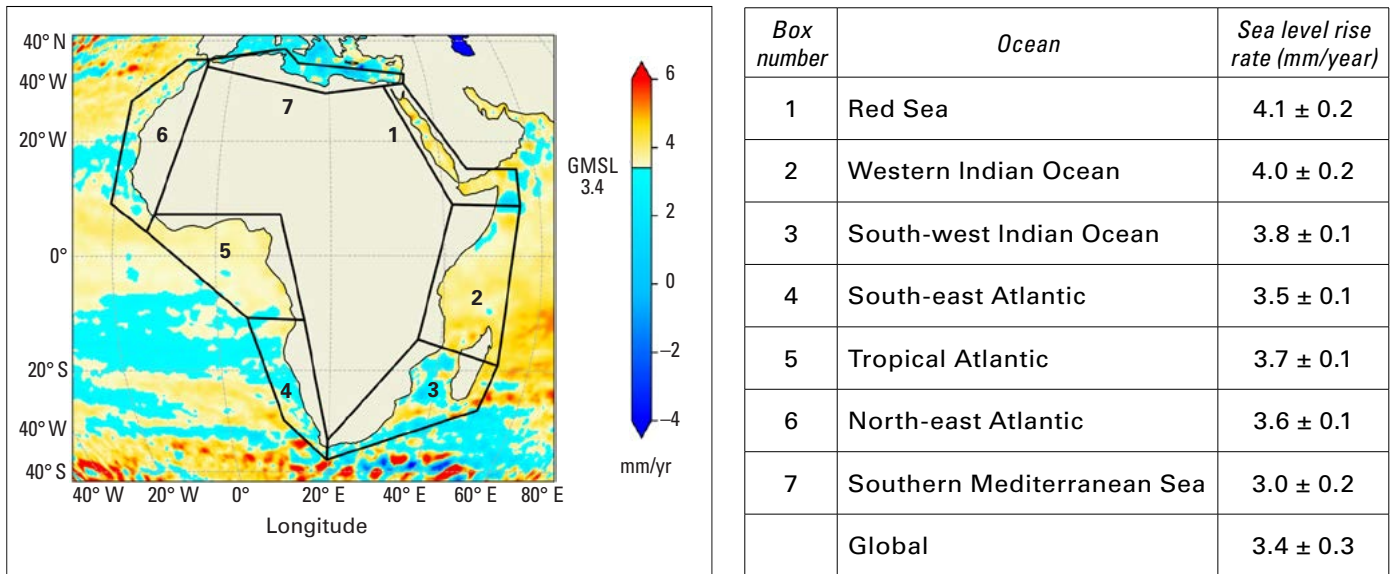 40° N
40° W
20° W
0°
20° S
40° W
40° S
7
6
1
5
2
4
3
40° W 20° W 0° 20° E 40° E 60° E 80° E
Longitude
GMSL
3.4
6
4
2
0
–2
–4
mm/yr
Box number Ocean Sea level rise rate (mm/year)
1 Red Sea 4.1 ± 0.2
2 Western Indian Ocean 4.0 ± 0.2
3 South-west Indian Ocean 3.8 ± 0.1
4 South-east Atlantic 3.5 ± 0.1
5 Tropical Atlantic 3.7 ± 0.1
6 North-east Atlantic 3.6 ± 0.1
7 Southern Mediterranean Sea 3.0 ± 0.2
Global 3.4 ± 0.3